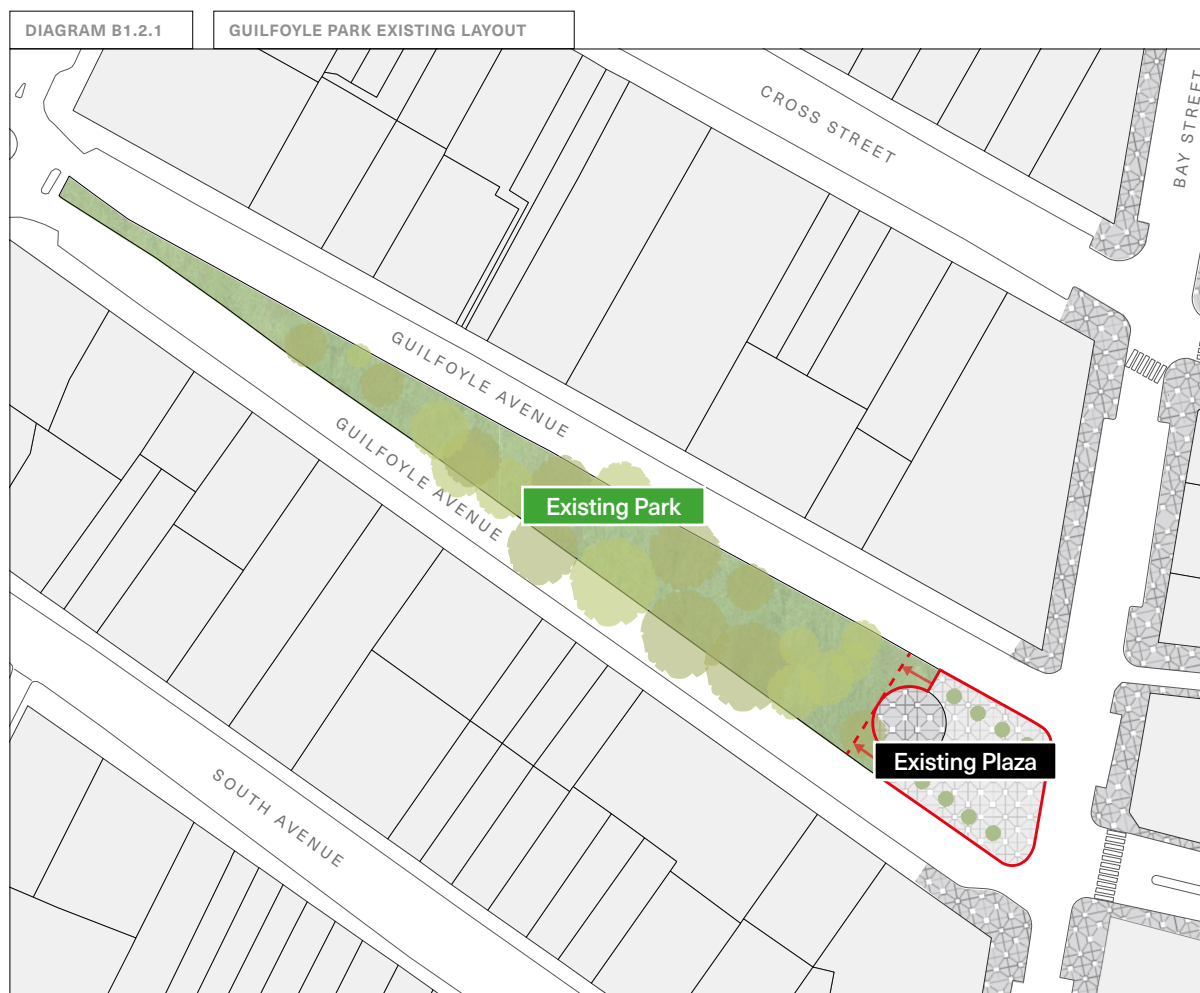 DIAGRAM B1.2.1
GUILFOYLE PARK EXISTING LAYOUT
CROSS STREET
BAY STREET
GUILFOYLE AVENUE
GUILFOYLE AVENUE
Existing Park
Existing Plaza
SOUTH AVENUE